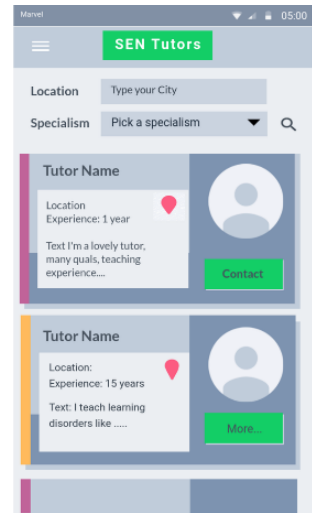 Marvel 05:00
SEN Tutors
Location Type your City
Specialism Pick a specialism
Tutor Name
Location
Experience: 1 year
Text I'm a lovely tutor,
many quals, teaching
experience....
Contact
Tutor Name
Location:
Experience: 15 years
Text: I teach learning
disorders like .....
More...